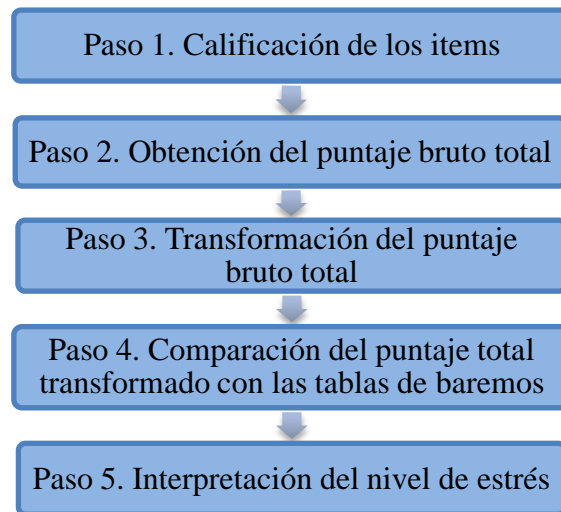 Paso 1. Calificación de los items
Paso 2. Obtención del puntaje bruto total
Paso 3. Transformación del puntaje
bruto total
Paso 4. Comparación del puntaje total
transformado con las tablas de baremos
Paso 5. Interpretación del nivel de estrés